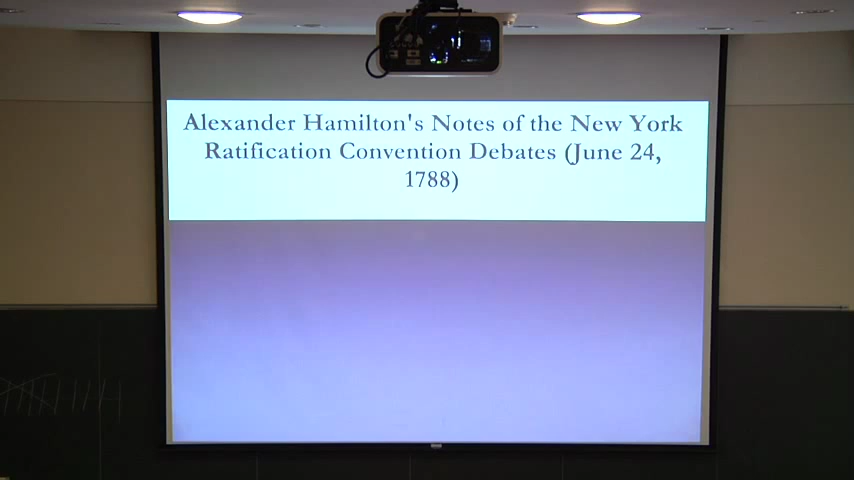 Alexander Hamilton's Notes of the New York
Ratification Convention Debates (June 24,
1788)